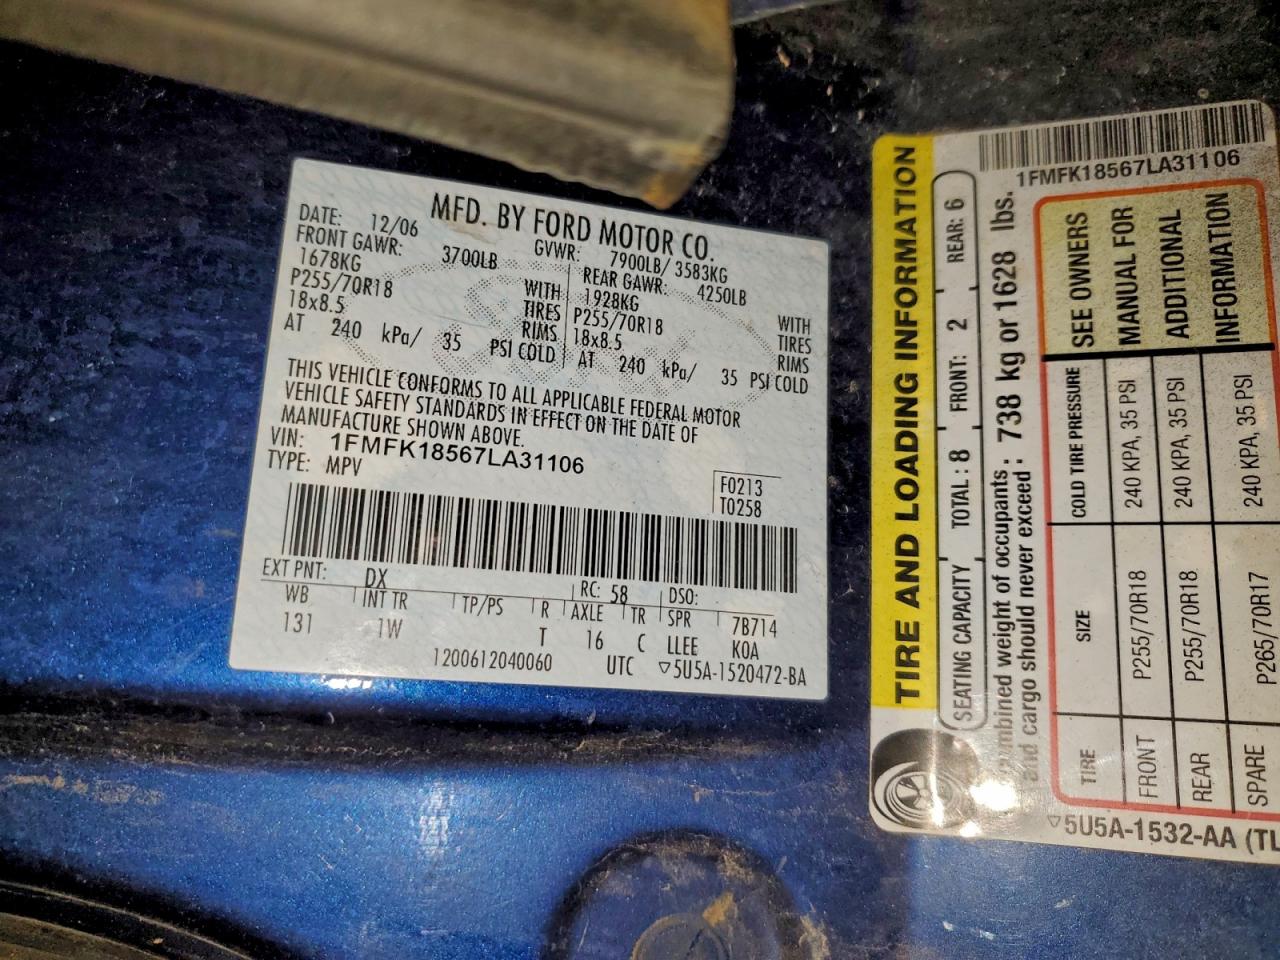 MFD. BY FORD MOTOR CO.
DATE: 12/06 GVWR: 7900LB/ 3583KG
FRONT GAWR: 3700LB REAR GAWR: 4250LB
1678KG WITH 1928KG WITH
P255/70R18 TIRES P255/70R18 TIRES
18x8.5 RIMS 18x8.5 RIMS
AT 240 kPa/ 35 PSI COLD AT 240 kPa/ 35 PSI COLD
THIS VEHICLE CONFORMS TO ALL APPLICABLE FEDERAL MOTOR
VEHICLE SAFETY STANDARDS IN EFFECT ON THE DATE OF
MANUFACTURE SHOWN ABOVE.
VIN: 1FMFK18567LA31106
TYPE: MPV
F0213
T0258
EXT PNT: DX RC: 58 DSO:
WB INT TR TP/PS R AXLE TR SPR 7B714
131 1W T 16 C LLEE K0A
1200612040060 UTC ▽5U5A-1520472-BA
TIRE AND LOADING INFORMATION
SEATING CAPACITY TOTAL : 8 FRONT: 2 REAR: 6
weight of occupants : 738 kg or 1628 lbs.
and cargo should never exceed :
1FMFK18567LA31106
TIRE SIZE COLD TIRE PRESSURE SEE OWNERS
FRONT P255/70R18 240 KPA, 35 PSI MANUAL FOR
REAR P255/70R18 240 KPA, 35 PSI ADDITIONAL
SPARE P265/70R17 240 KPA, 35 PSI INFORMATION
▽5U5A-1532-AA (TL